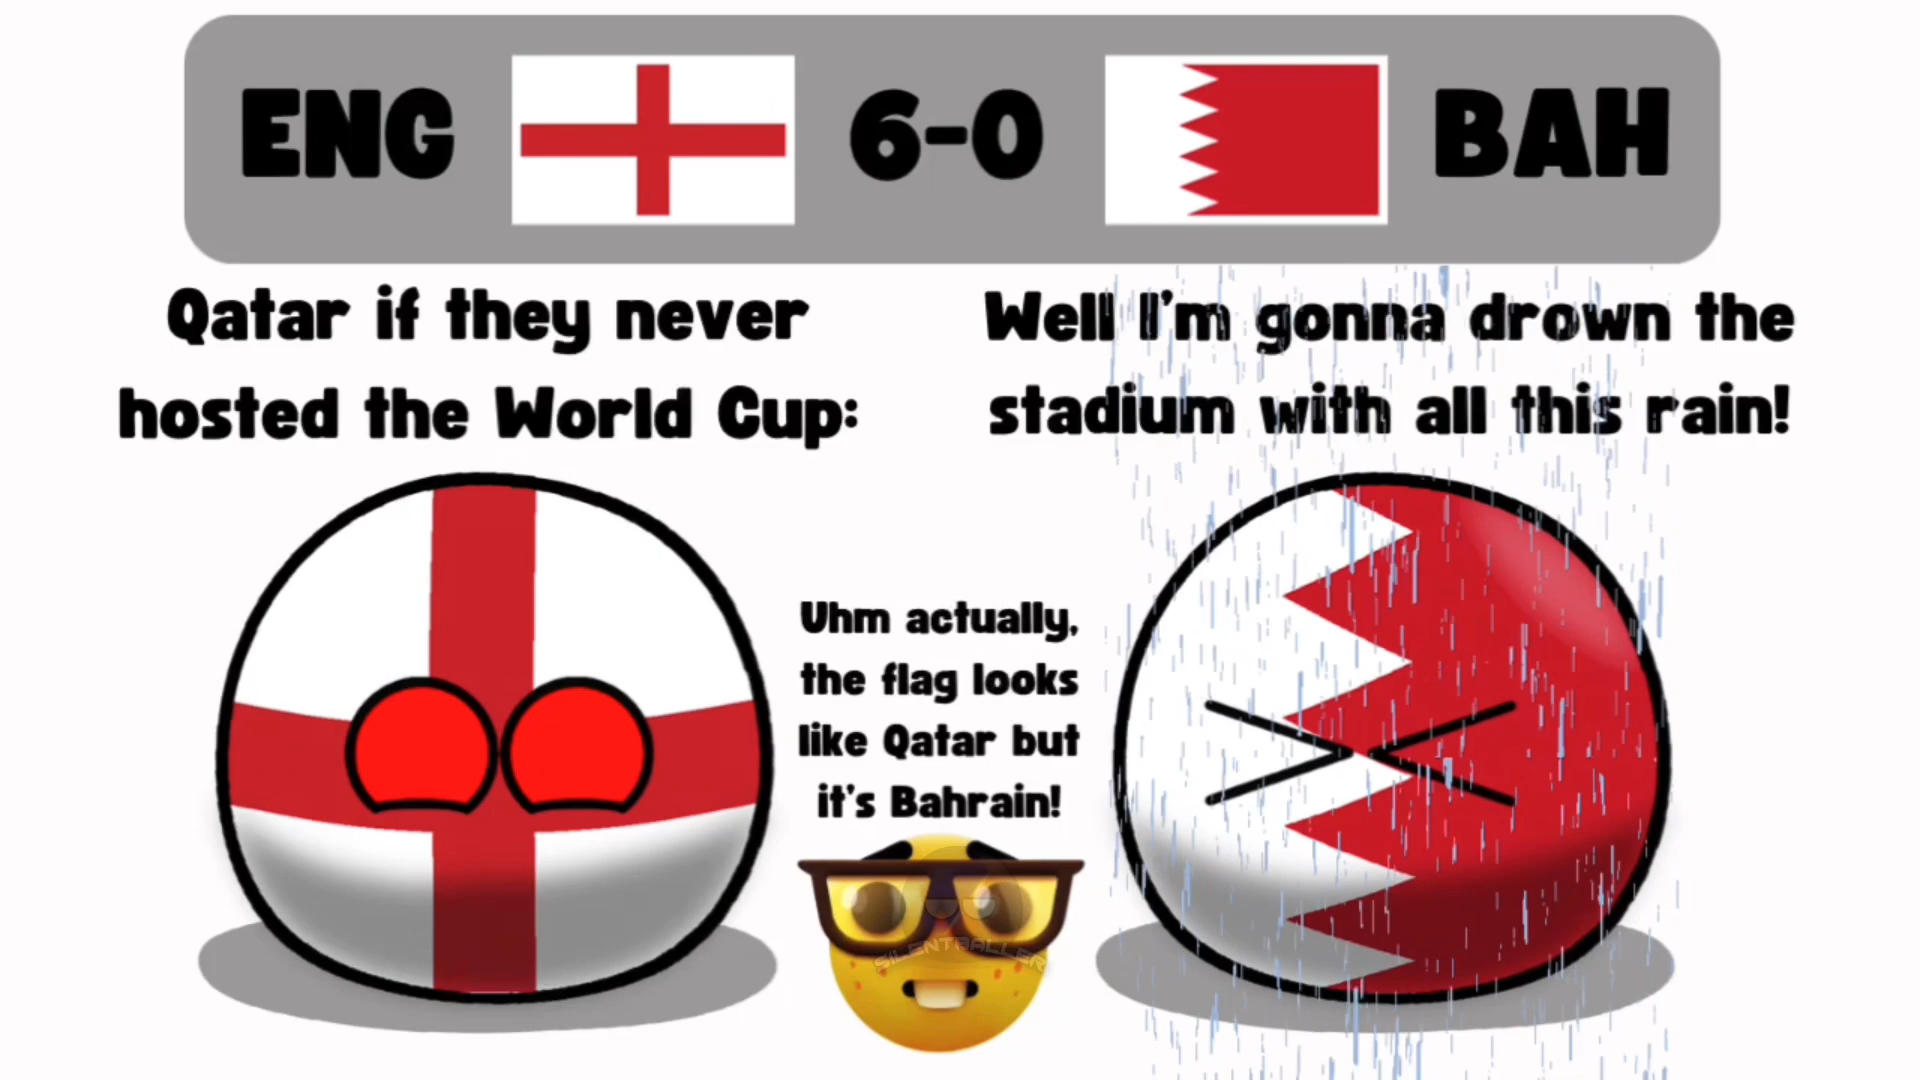 ENG 6-0 BAH
Qatar if they never
hosted the World Cup:
Well I'm gonna drown the
stadium with all this rain!
Uhm actually,
the flag looks
like Qatar but
it's Bahrain!
SILENTBALLER